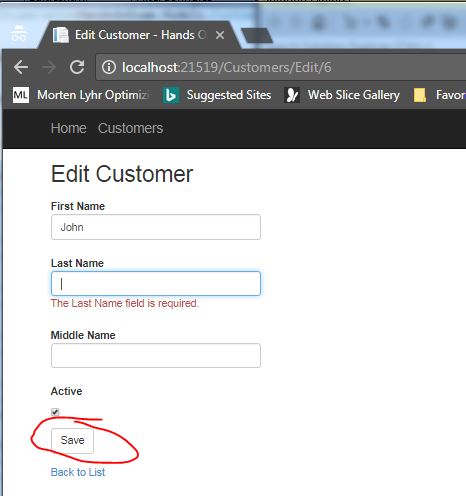 Edit Customer - Hands O
localhost:21519/Customers/Edit/6
ML Morten Lyhr Optimiz Suggested Sites Web Slice Gallery Favor
Home Customers
Edit Customer
First Name
John
Last Name
The Last Name field is required.
Middle Name
Active
Save
Back to List